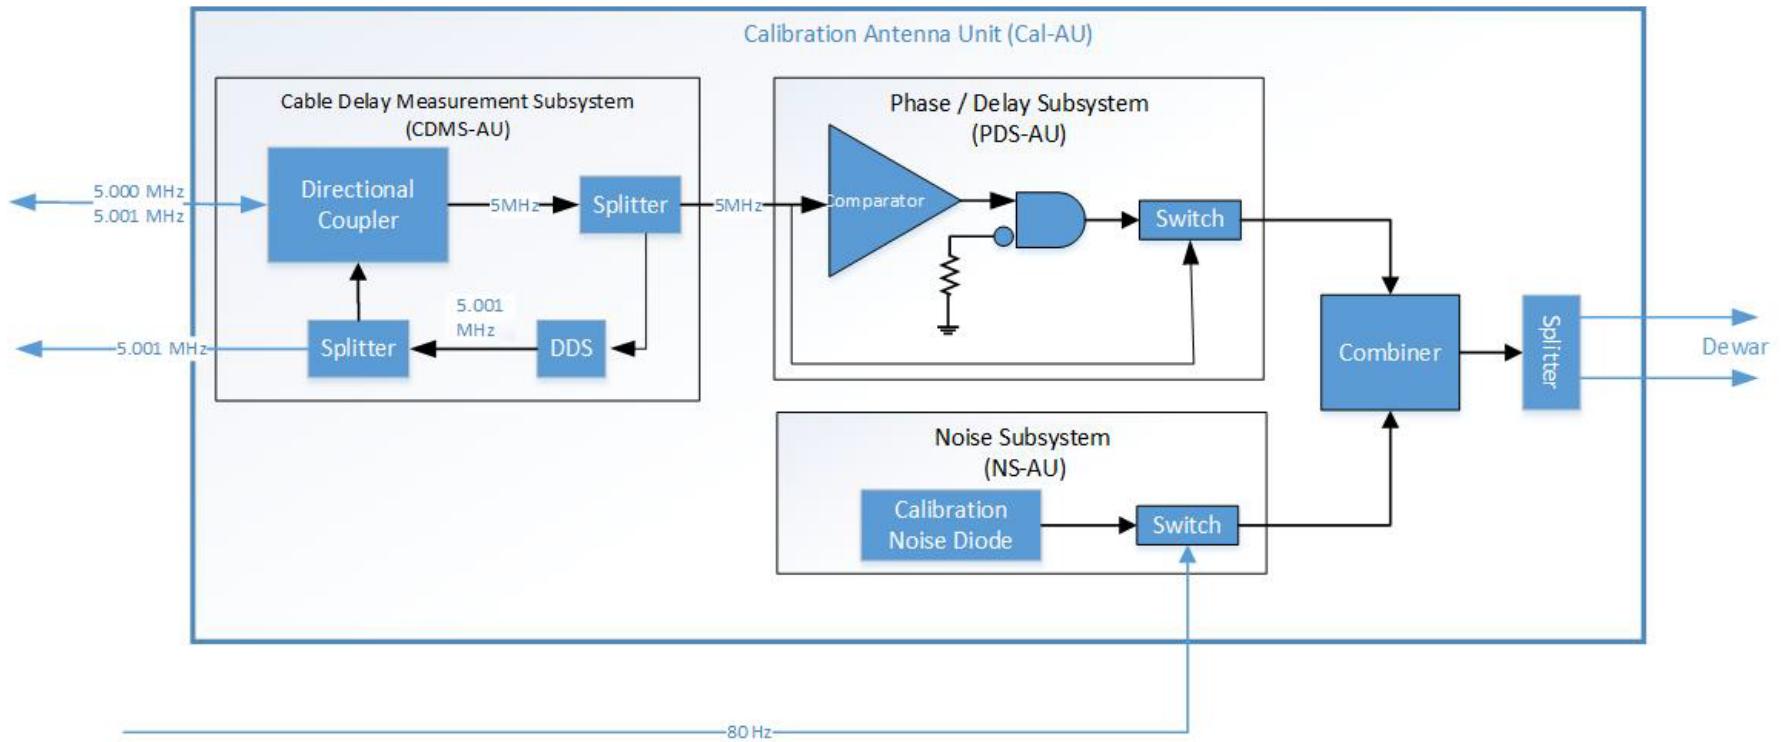 Calibration Antenna Unit (Cal-AU)
Cable Delay Measurement Subsystem
(CDMS-AU)
Phase / Delay Subsystem
(PDS-AU)
5.000 MHz
5.001 MHz
Directional
Coupler
5MHz
Splitter
5MHz
Comparator
Switch
5.001 MHz
Splitter
5.001
MHz
DDS
Combiner
Splitter
Dewar
Noise Subsystem
(NS-AU)
Calibration
Noise Diode
Switch
80 Hz